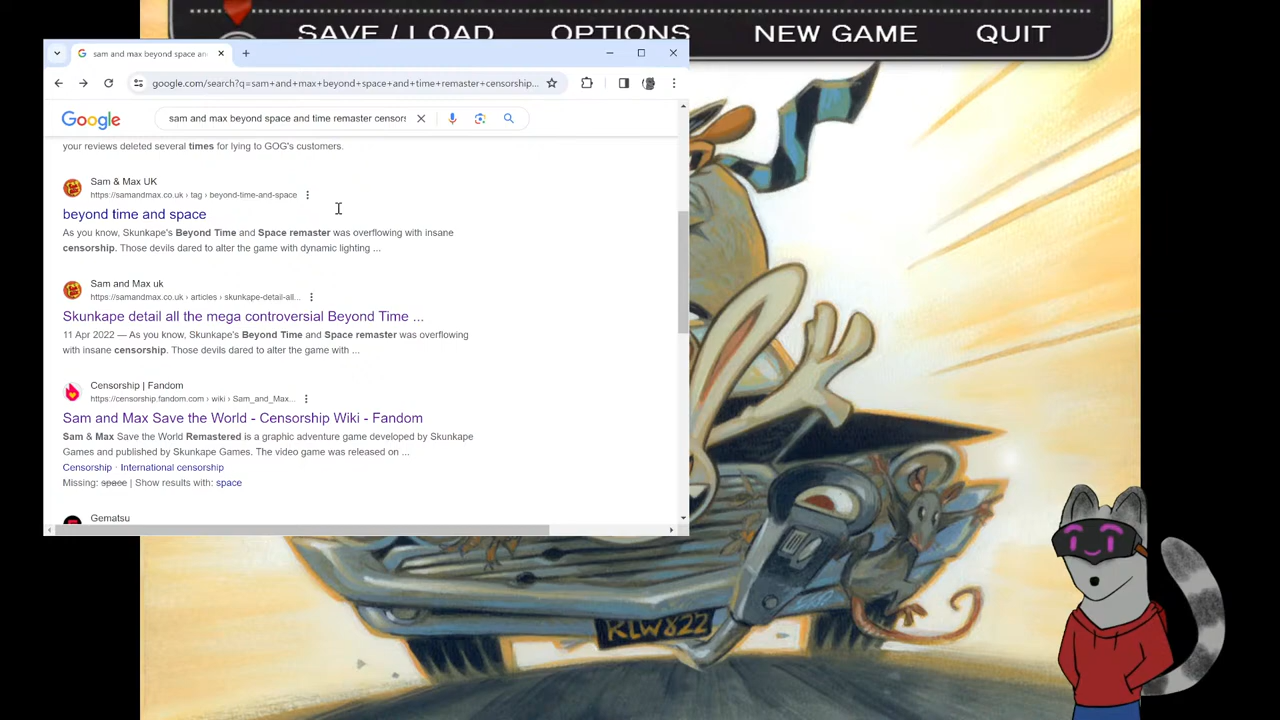 SAVE / LOAD OPTIONS NEW GAME QUIT
sam and max beyond space an
google.com/search?q=sam+and+max+beyond+space+and+time+remaster+censorship...
Google
sam and max beyond space and time remaster censors
your reviews deleted several times for lying to GOG's customers.
Sam & Max UK
https://samandmax.co.uk › tag › beyond-time-and-space
beyond time and space
As you know, Skunkape's Beyond Time and Space remaster was overflowing with insane
censorship. Those devils dared to alter the game with dynamic lighting ...
Sam and Max uk
https://samandmax.co.uk › articles › skunkape-detail-all...
Skunkape detail all the mega controversial Beyond Time ...
11 Apr 2022 — As you know, Skunkape's Beyond Time and Space remaster was overflowing
with insane censorship. Those devils dared to alter the game with ...
Censorship | Fandom
https://censorship.fandom.com › wiki › Sam_and_Max...
Sam and Max Save the World - Censorship Wiki - Fandom
Sam & Max Save the World Remastered is a graphic adventure game developed by Skunkape
Games and published by Skunkape Games. The video game was released on ...
Censorship · International censorship
Missing: space | Show results with: space
Gematsu
RLW822